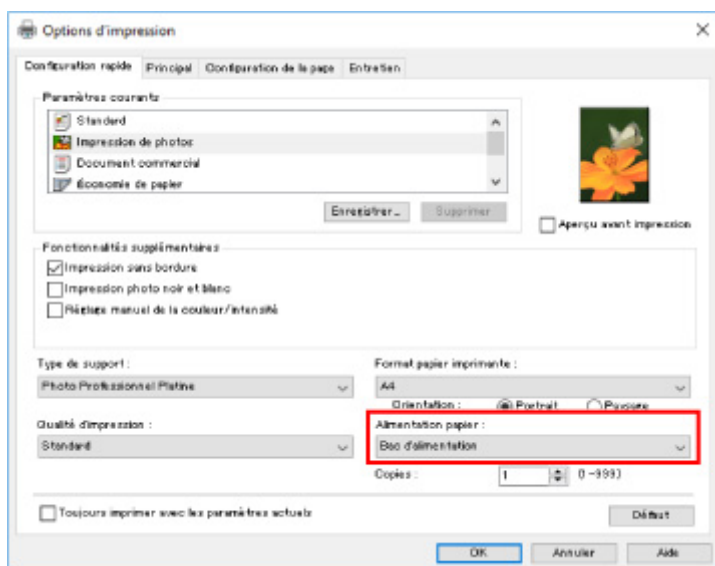 Options d'impression
Configuration rapide Principal Configuration de la page Entretien
Paramètres courants
Standard
Impression de photos
Document commercial
Économie de papier
Enregistrer... Supprimer
Aperçu avant impression
Fonctionnalités supplémentaires
Impression sans bordure
Impression photo noir et blanc
Réglage manuel de la couleur/intensité
Type de support :
Photo Professionnel Platine
Format papier imprimante :
A4
Orientation : Portrait Paysage
Qualité d'impression :
Standard
Alimentation papier :
Bac d'alimentation
Copies : 1 (1-999)
Toujours imprimer avec les paramètres actuels
Défaut
OK Annuler Aide